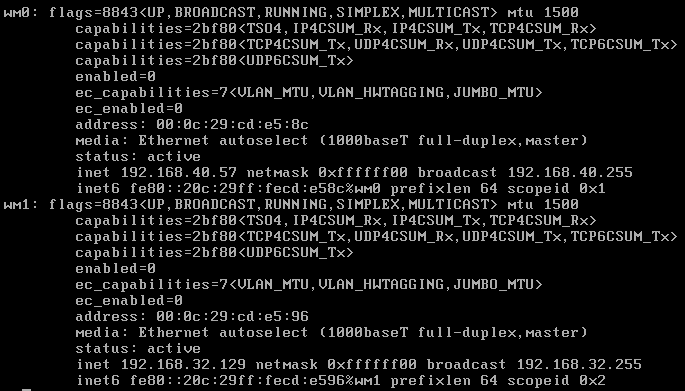 wm0: flags=8843<UP,BROADCAST,RUNNING,SIMPLEX,MULTICAST> mtu 1500
capabilities=2bf80<TSO4,IP4CSUM_Rx,IP4CSUM_Tx,TCP4CSUM_Rx>
capabilities=2bf80<TCP4CSUM_Tx,UDP4CSUM_Rx,UDP4CSUM_Tx,TCP6CSUM_Tx>
capabilities=2bf80<UDP6CSUM_Tx>
enabled=0
ec_capabilities=7<VLAN_MTU,VLAN_HWTAGGING,JUMBO_MTU>
ec_enabled=0
address: 00:0c:29:cd:e5:8c
media: Ethernet autoselect (1000baseT full-duplex,master)
status: active
inet 192.168.40.57 netmask 0xffffff00 broadcast 192.168.40.255
inet6 fe80::20c:29ff:fecd:e58c%wm0 prefixlen 64 scopeid 0x1
wm1: flags=8843<UP,BROADCAST,RUNNING,SIMPLEX,MULTICAST> mtu 1500
capabilities=2bf80<TSO4,IP4CSUM_Rx,IP4CSUM_Tx,TCP4CSUM_Rx>
capabilities=2bf80<TCP4CSUM_Tx,UDP4CSUM_Rx,UDP4CSUM_Tx,TCP6CSUM_Tx>
capabilities=2bf80<UDP6CSUM_Tx>
enabled=0
ec_capabilities=7<VLAN_MTU,VLAN_HWTAGGING,JUMBO_MTU>
ec_enabled=0
address: 00:0c:29:cd:e5:96
media: Ethernet autoselect (1000baseT full-duplex,master)
status: active
inet 192.168.32.129 netmask 0xffffff00 broadcast 192.168.32.255
inet6 fe80::20c:29ff:fecd:e596%wm1 prefixlen 64 scopeid 0x2